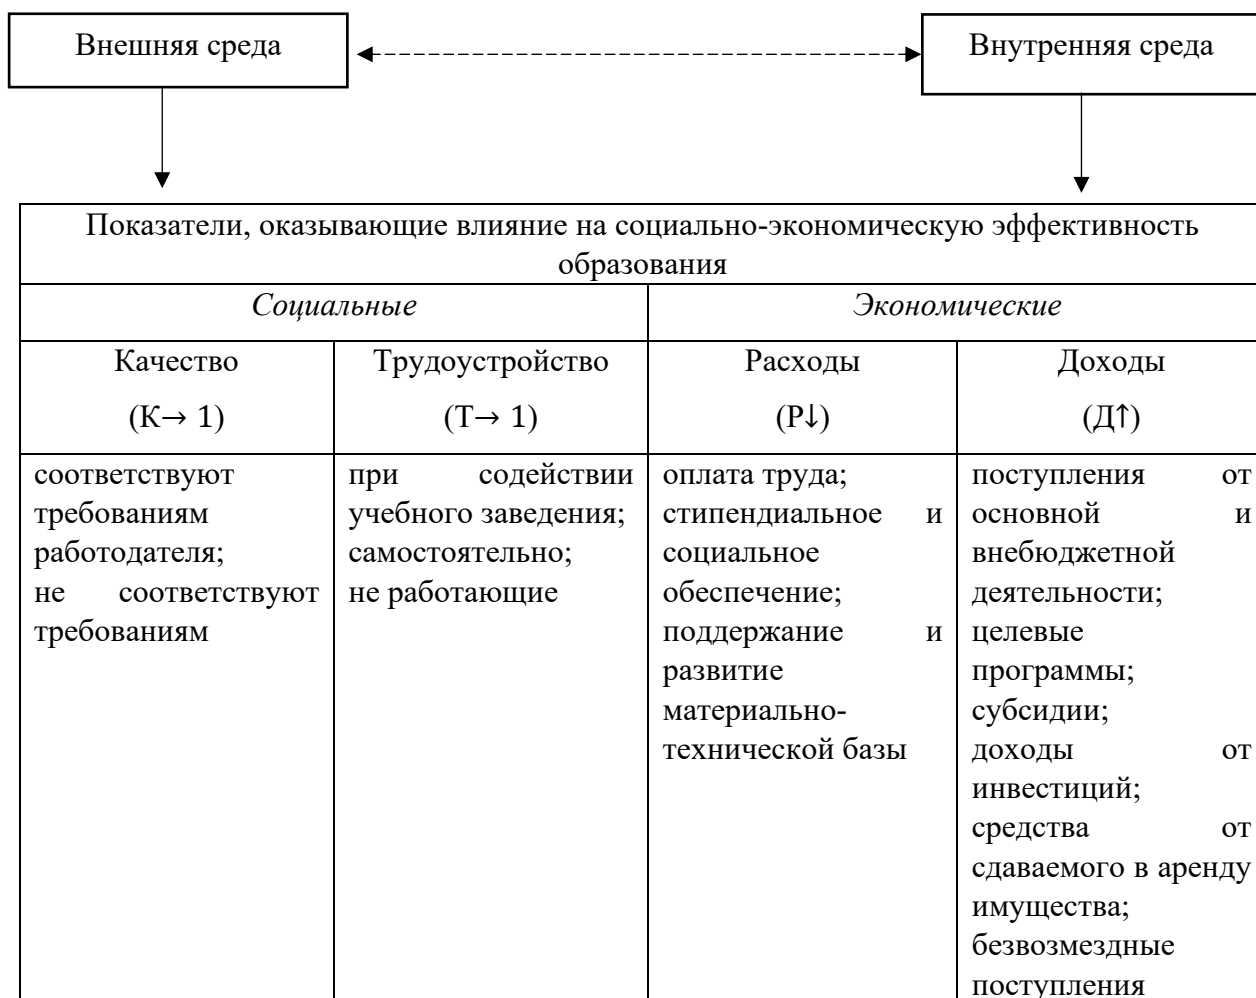 Внешняя среда
Внутренняя среда
Показатели, оказывающие влияние на социально-экономическую эффективность
образования
Социальные
Экономические
Качество
(К→ 1)
Трудоустройство
(Т→ 1)
Расходы
(Р↓)
Доходы
(Д↑)
соответствуют
требованиям
работодателя;
не соответствуют
требованиям
при содействии
учебного заведения;
самостоятельно;
не работающие
оплата труда;
стипендиальное и
социальное
обеспечение;
поддержание и
развитие
материально-
технической базы
поступления от
основной и
внебюджетной
деятельности;
целевые
программы;
субсидии;
доходы от
инвестиций;
средства от
сдаваемого в аренду
имущества;
безвозмездные
поступления